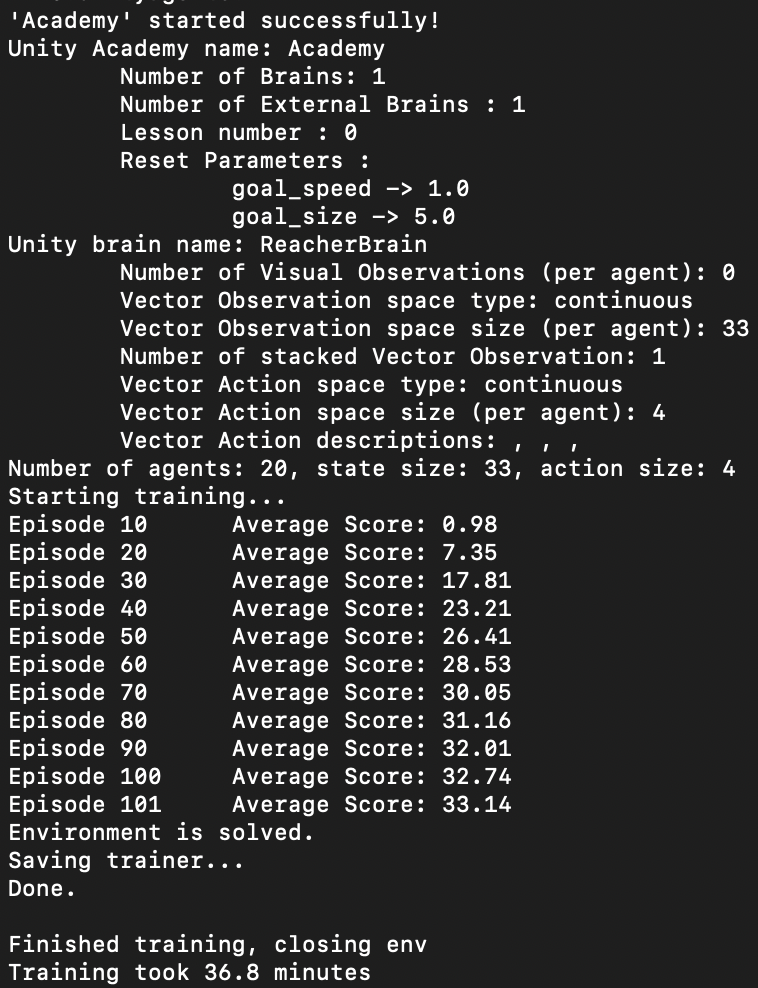 'Academy' started successfully!
Unity Academy name: Academy
        Number of Brains: 1
        Number of External Brains : 1
        Lesson number : 0
        Reset Parameters :
                goal_speed -> 1.0
                goal_size -> 5.0
Unity brain name: ReacherBrain
        Number of Visual Observations (per agent): 0
        Vector Observation space type: continuous
        Vector Observation space size (per agent): 33
        Number of stacked Vector Observation: 1
        Vector Action space type: continuous
        Vector Action space size (per agent): 4
        Vector Action descriptions: , , ,
Number of agents: 20, state size: 33, action size: 4
Starting training...
Episode 10      Average Score: 0.98
Episode 20      Average Score: 7.35
Episode 30      Average Score: 17.81
Episode 40      Average Score: 23.21
Episode 50      Average Score: 26.41
Episode 60      Average Score: 28.53
Episode 70      Average Score: 30.05
Episode 80      Average Score: 31.16
Episode 90      Average Score: 32.01
Episode 100     Average Score: 32.74
Episode 101     Average Score: 33.14
Environment is solved.
Saving trainer...
Done.

Finished training, closing env
Training took 36.8 minutes